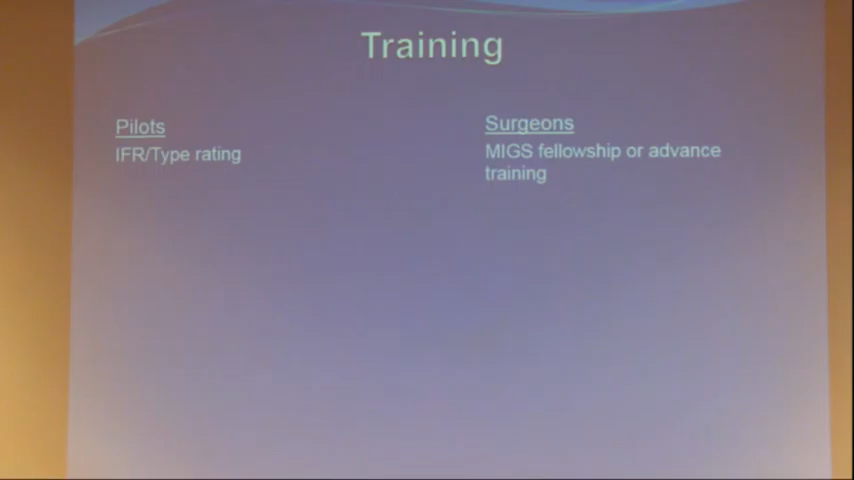 Training
Pilots
IFR/Type rating
Surgeons
MIGS fellowship or advance
training